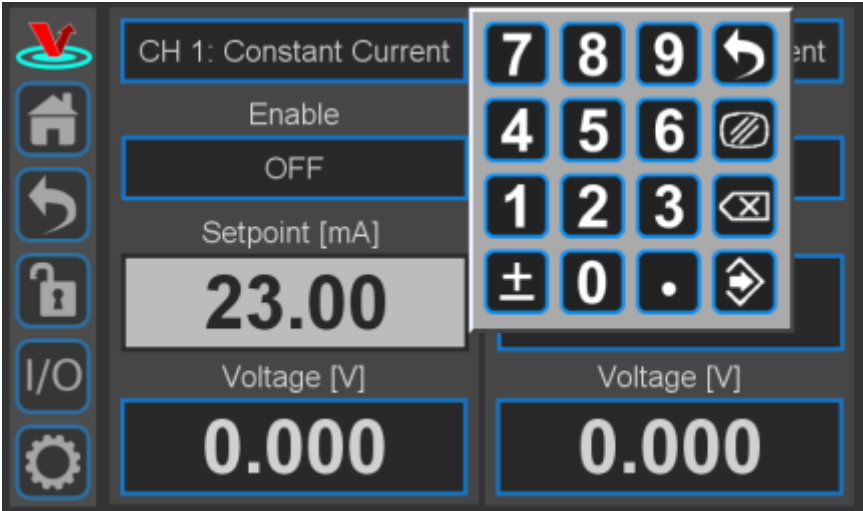 CH 1: Constant Current
Enable
OFF
Setpoint [mA]
23.00
Voltage [V]
0.000
I/O
7 8 9
4 5 6
1 2 3
± 0 .
Voltage [V]
0.000